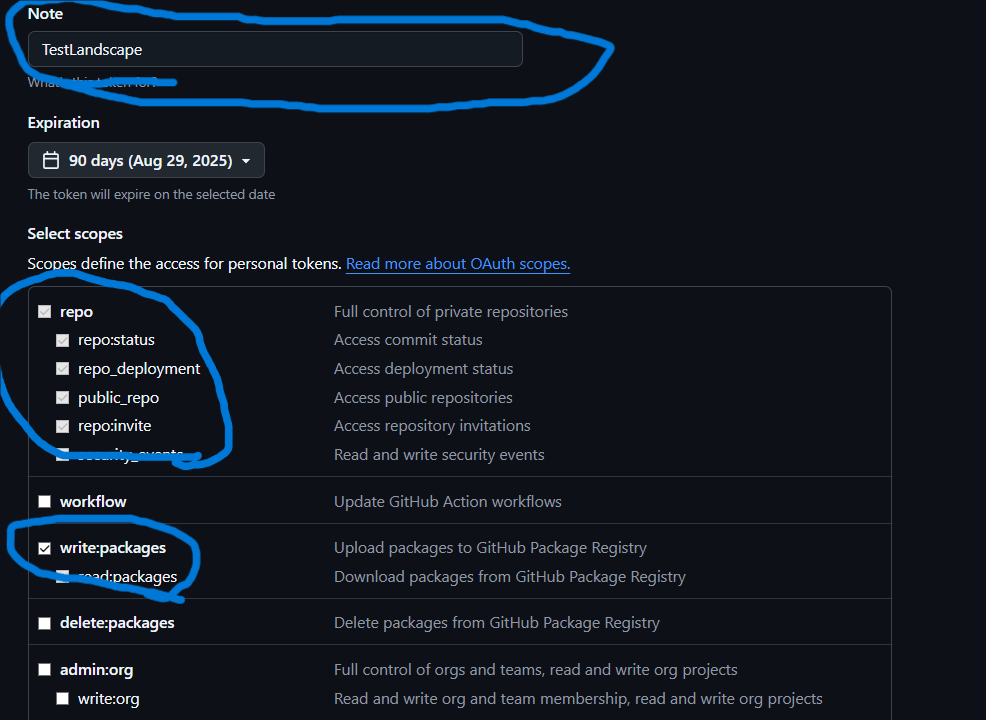 Note
TestLandscape
What's this token for?
Expiration
90 days (Aug 29, 2025)
The token will expire on the selected date
Select scopes
Scopes define the access for personal tokens. Read more about OAuth scopes.
repo Full control of private repositories
repo:status Access commit status
repo_deployment Access deployment status
public_repo Access public repositories
repo:invite Access repository invitations
security_events Read and write security events
workflow Update GitHub Action workflows
write:packages Upload packages to GitHub Package Registry
read:packages Download packages from GitHub Package Registry
delete:packages Delete packages from GitHub Package Registry
admin:org Full control of orgs and teams, read and write org projects
write:org Read and write org and team membership, read and write org projects